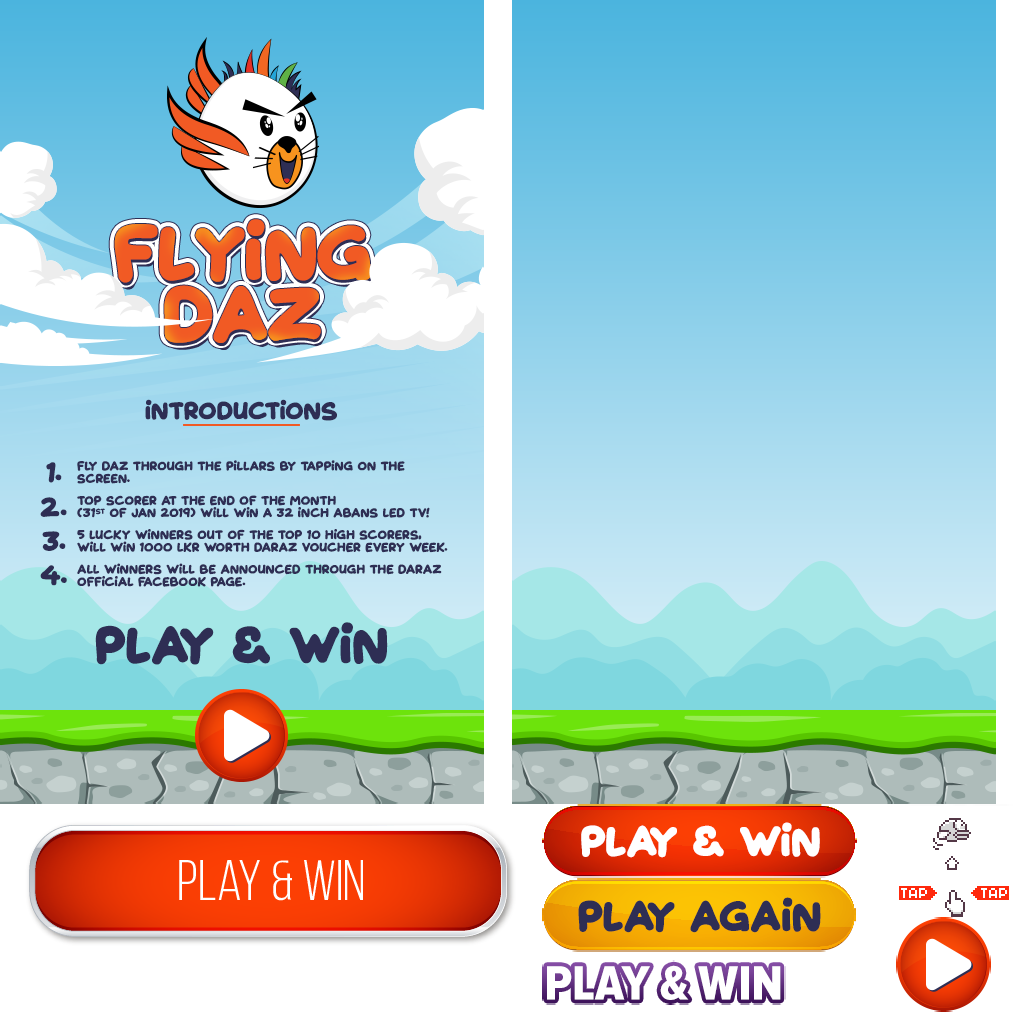 FLYiNG
DAZ
iNTRODUCTiONS
1. FLY DAZ THROUGH THE PiLLARS BY TAPPiNG ON THE
SCREEN.
2. TOP SCORER AT THE END OF THE MONTH
(31ST OF JAN 2019) WiLL WiN A 32 iNCH ABANS LED TV!
3. 5 LUCKY WiNNERS OUT OF THE TOP 10 HiGH SCORERS,
WiLL WiN 1000 LKR WORTH DARAZ VOUCHER EVERY WEEK.
4. ALL WiNNERS WiLL BE ANNOUNCED THROUGH THE DARAZ
OFFiCiAL FACEBOOK PAGE.
PLAY & WiN
PLAY & WIN
PLAY & WiN
PLAY AGAiN
PLAY & WIN
TAP TAP